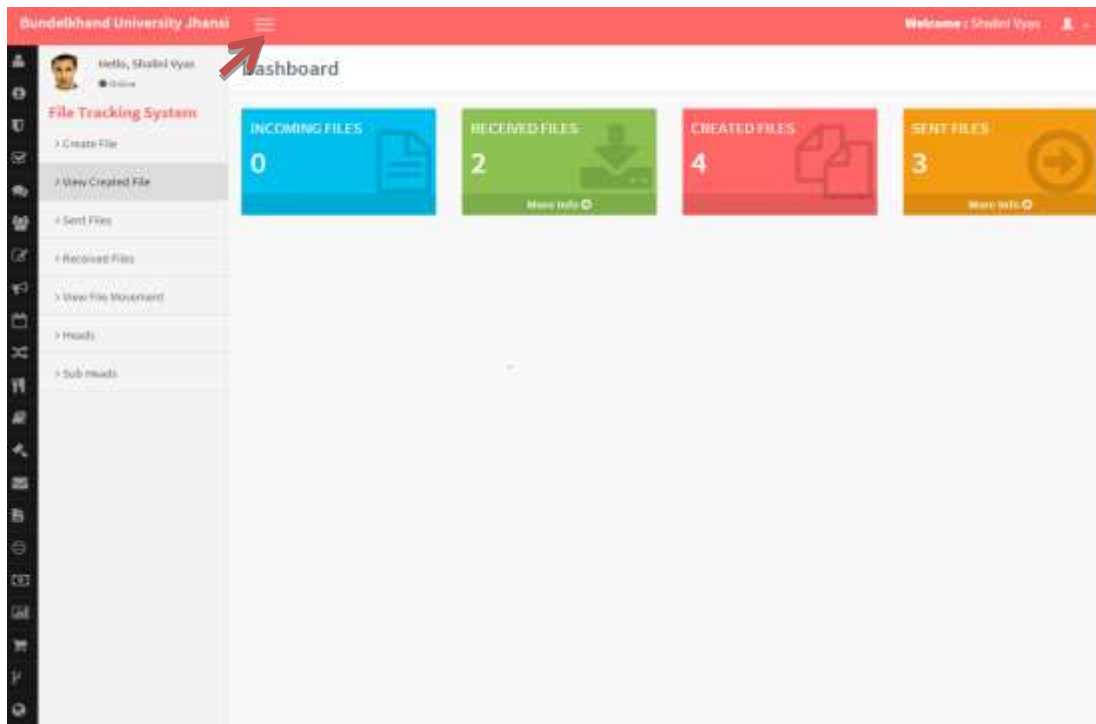 Bundelkhand University Jhansi
Welcome : Shalini Vyas
Hello, Shalini Vyas
Online
Dashboard
File Tracking System
> Create File
> View Created File
> Sent Files
> Received Files
> View File Movement
> Heads
> Sub Heads
INCOMING FILES
0
RECEIVED FILES
2
More Info
CREATED FILES
4
SENT FILES
3
More Info